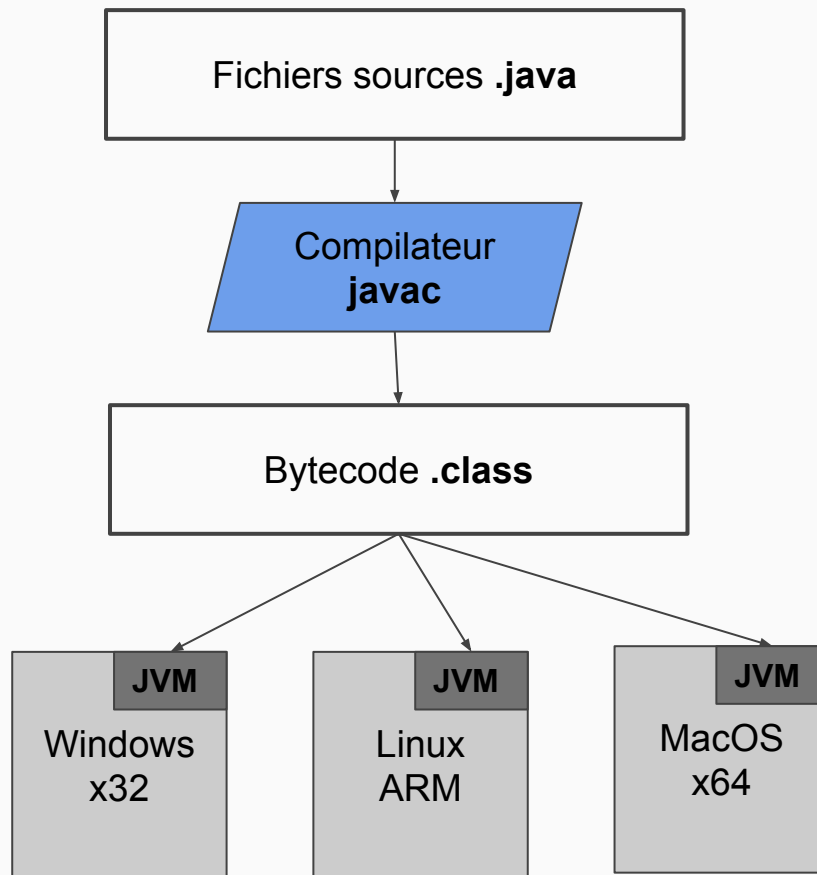 Fichiers sources .java
Compilateur
javac
Bytecode .class
JVM
Windows
x32
JVM
Linux
ARM
JVM
MacOS
x64